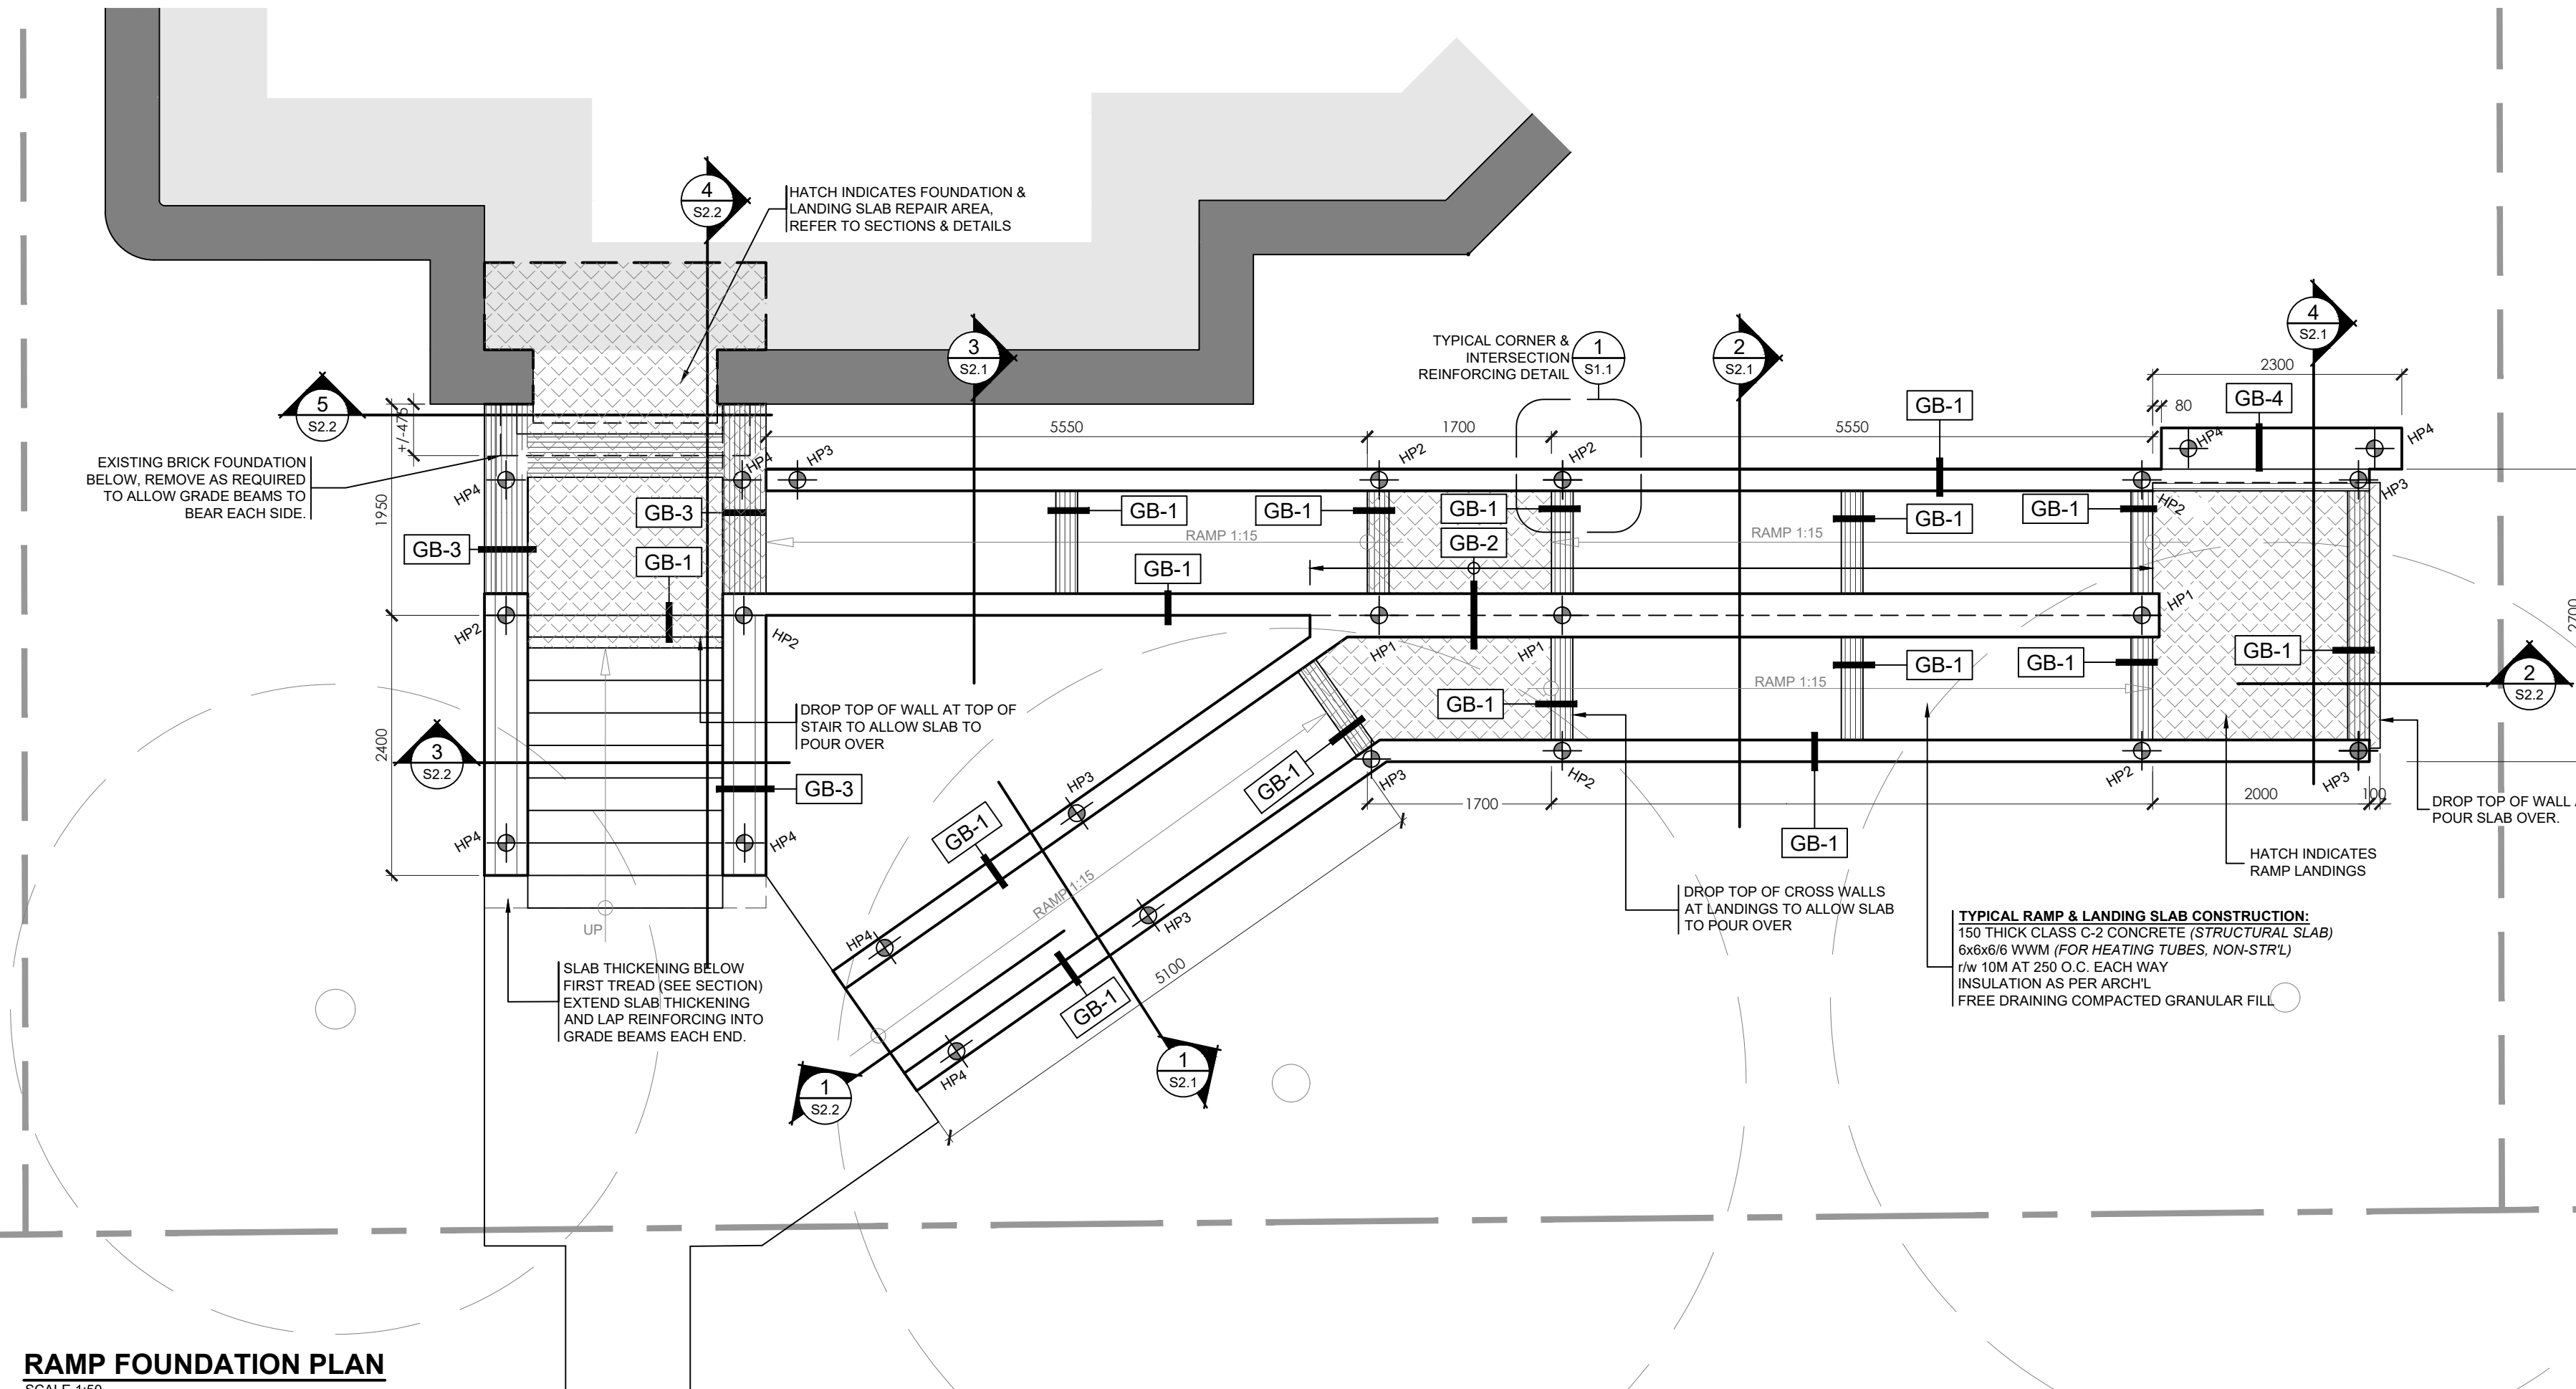 4
S2.2
HATCH INDICATES FOUNDATION &
LANDING SLAB REPAIR AREA,
REFER TO SECTIONS & DETAILS
3
S2.1
TYPICAL CORNER &
INTERSECTION
REINFORCING DETAIL
1
S1.1
2
S2.1
4
S2.2
2300
80
GB-4
GB-1
HP4
HP4
5
S2.2
+/-475
5550
1700
5550
EXISTING BRICK FOUNDATION
BELOW, REMOVE AS REQUIRED
TO ALLOW GRADE BEAMS TO
BEAR EACH SIDE.
1950
HP4
HP4
HP3
HP2
HP2
HP2
HP3
GB-3
GB-3
GB-1
GB-1
GB-1
GB-1
GB-1
GB-1
GB-2
GB-1
RAMP 1:15
RAMP 1:15
HP2
HP2
HP1
HP1
HP1
2700
GB-1
GB-1
GB-1
GB-1
RAMP 1:15
2
S2.2
2400
3
S2.2
DROP TOP OF WALL AT TOP OF
STAIR TO ALLOW SLAB TO
POUR OVER
GB-3
HP4
HP4
HP3
GB-1
HP3
HP2
HP2
HP3
1700
2000
100
DROP TOP OF WALL
POUR SLAB OVER.
GB-1
HATCH INDICATES
RAMP LANDINGS
GB-1
RAMP 1:15
HP3
HP4
5100
GB-1
HP4
DROP TOP OF CROSS WALLS
AT LANDINGS TO ALLOW SLAB
TO POUR OVER
TYPICAL RAMP & LANDING SLAB CONSTRUCTION:
150 THICK CLASS C-2 CONCRETE (STRUCTURAL SLAB)
6x6x6/6 WWM (FOR HEATING TUBES, NON-STR'L)
r/w 10M AT 250 O.C. EACH WAY
INSULATION AS PER ARCH'L
FREE DRAINING COMPACTED GRANULAR FILL
UP
SLAB THICKENING BELOW
FIRST TREAD (SEE SECTION)
EXTEND SLAB THICKENING
AND LAP REINFORCING INTO
GRADE BEAMS EACH END.
1
S2.2
1
S2.1
RAMP FOUNDATION PLAN
SCALE 1:50